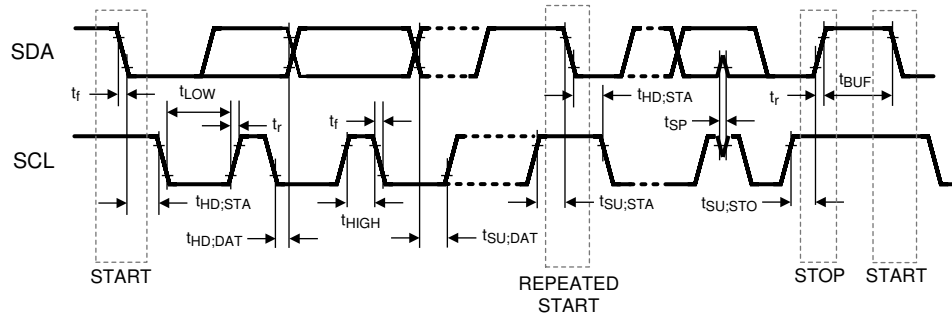 SDA
t_f
t_LOW
t_r
t_f
t_HD;STA
t_SP
t_r
t_BUF
SCL
t_HD;STA
t_HD;DAT
t_HIGH
t_SU;DAT
t_SU;STA
t_SU;STO
START
REPEATED
START
STOP
START